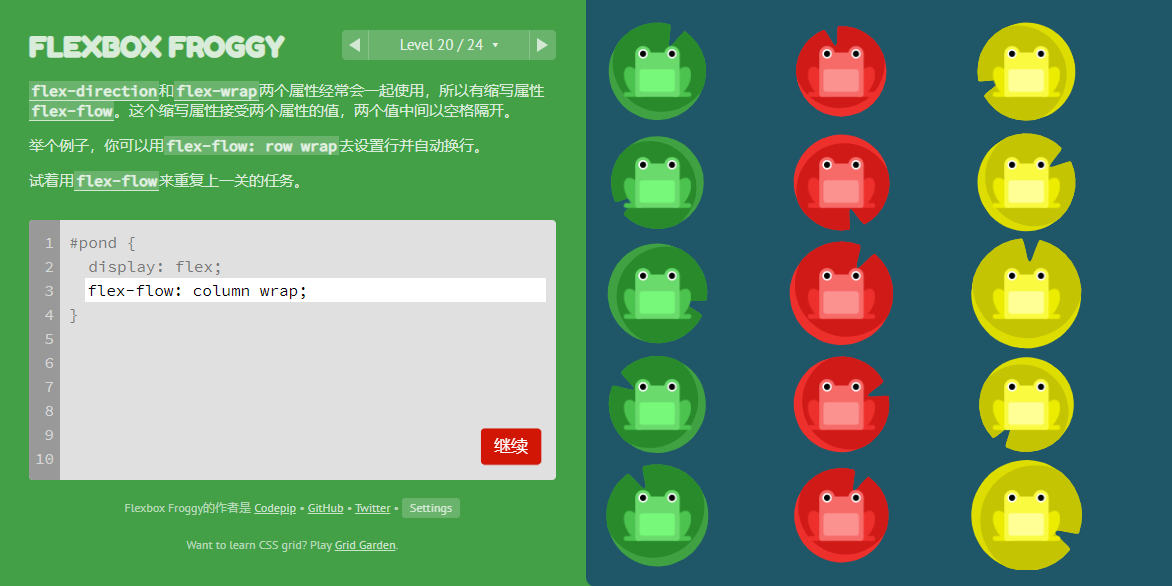 FLEXBOX FROGGY
Level 20 / 24
flex-direction和flex-wrap两个属性经常会一起使用，所以有缩写属性
flex-flow。这个缩写属性接受两个属性的值，两个值中间以空格隔开。
举个例子，你可以用flex-flow: row wrap去设置行并自动换行。
试着用flex-flow来重复上一关的任务。
1 #pond {
2 display: flex;
3 flex-flow: column wrap;
4 }
5
6
7
8
9
10
继续
Flexbox Froggy的作者是 Codepip • GitHub • Twitter • Settings
Want to learn CSS grid? Play Grid Garden.